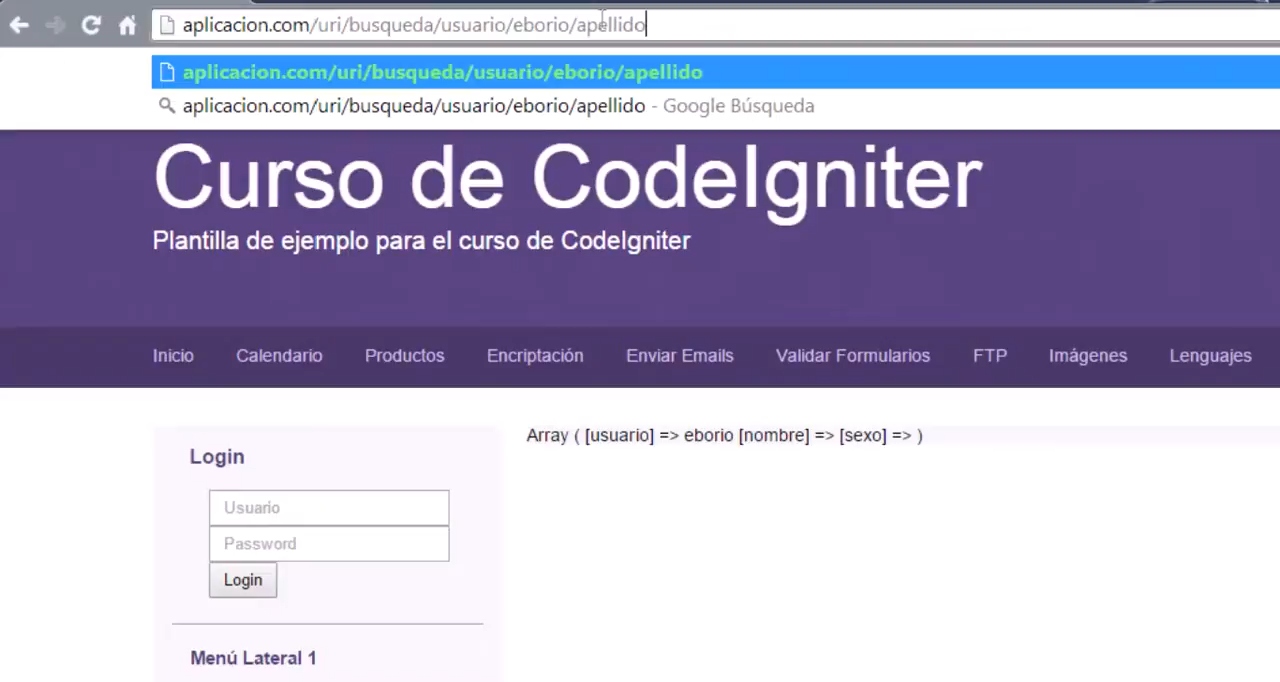 aplicacion.com/uri/busqueda/usuario/eborio/apellido
aplicacion.com/uri/busqueda/usuario/eborio/apellido
aplicacion.com/uri/busqueda/usuario/eborio/apellido - Google Búsqueda
Curso de CodeIgniter
Plantilla de ejemplo para el curso de CodeIgniter
Inicio Calendario Productos Encriptación Enviar Emails Validar Formularios FTP Imágenes Lenguajes
Array ( [usuario] => eborio [nombre] => [sexo] => )
Login
Usuario
Password
Login
Menú Lateral 1